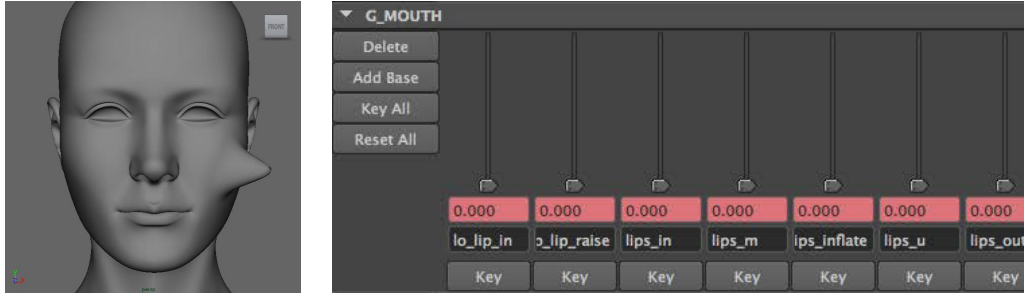 FRONT
G_MOUTH
Delete
Add Base
Key All
Reset All
0.000 0.000 0.000 0.000 0.000 0.000 0.000
lo_lip_in o_lip_raise lips_in lips_m ips_inflate lips_u lips_out
Key Key Key Key Key Key Key